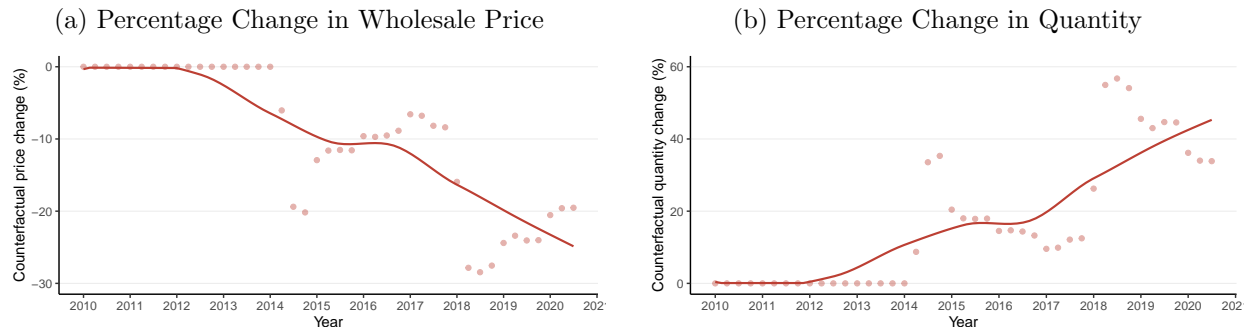 (a) Percentage Change in Wholesale Price
Counterfactual price change (%)
0
−10
−20
−30
2010 2011 2012 2013 2014 2015 2016 2017 2018 2019 2020 202
Year
(b) Percentage Change in Quantity
Counterfactual quantity change (%)
60
40
20
0
2010 2011 2012 2013 2014 2015 2016 2017 2018 2019 2020 202
Year